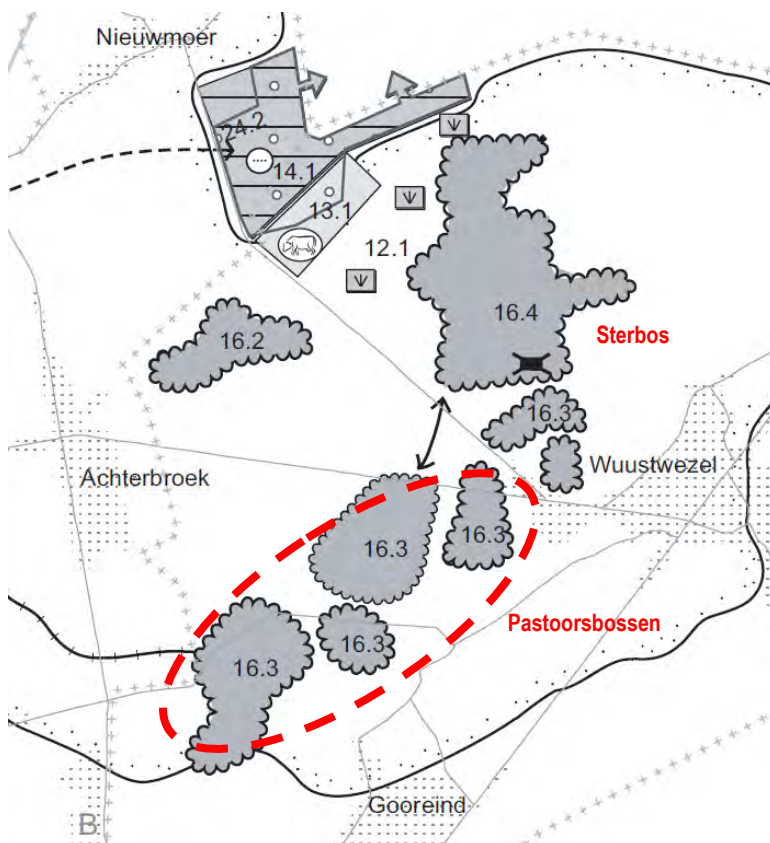 Nieuwmoer
24.2
14.1
13.1
12.1
16.2
16.4
Sterbos
16.3
Achterbroek
Wuustwezel
16.3
16.3
Pastoorsbossen
16.3
16.3
Gooreind
B